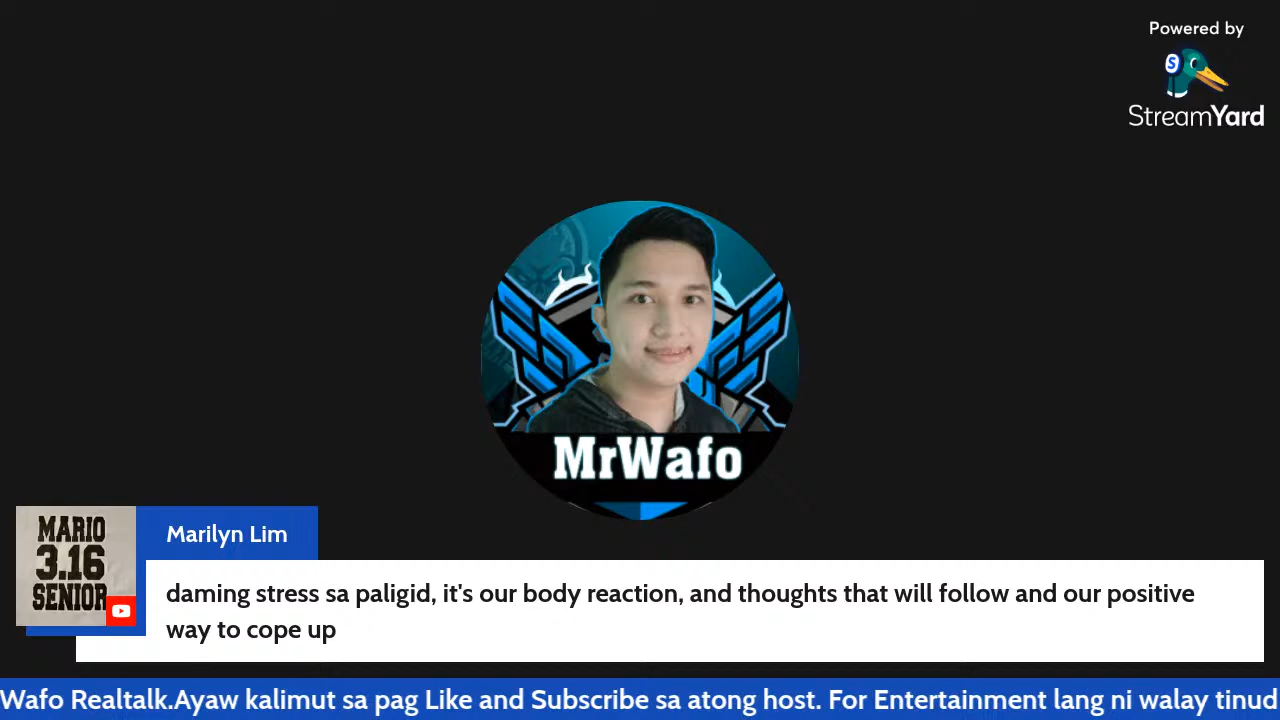 Powered by
S
StreamYard
MrWafo
MARIO
3.16
SENIOR
Marilyn Lim
daming stress sa paligid, it's our body reaction, and thoughts that will follow and our positive
way to cope up
Wafo Realtalk.Ayaw kalimut sa pag Like and Subscribe sa atong host. For Entertainment lang ni walay tinud